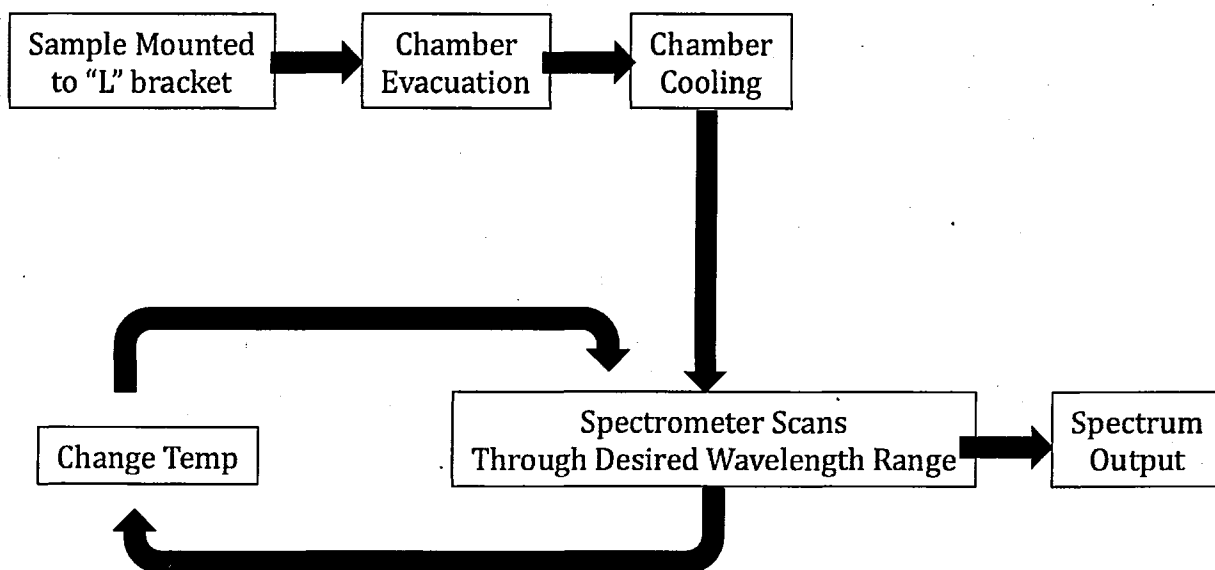 Sample Mounted
to “L” bracket
Chamber
Evacuation
Chamber
Cooling
Change Temp
Spectrometer Scans
Through Desired Wavelength Range
Spectrum
Output